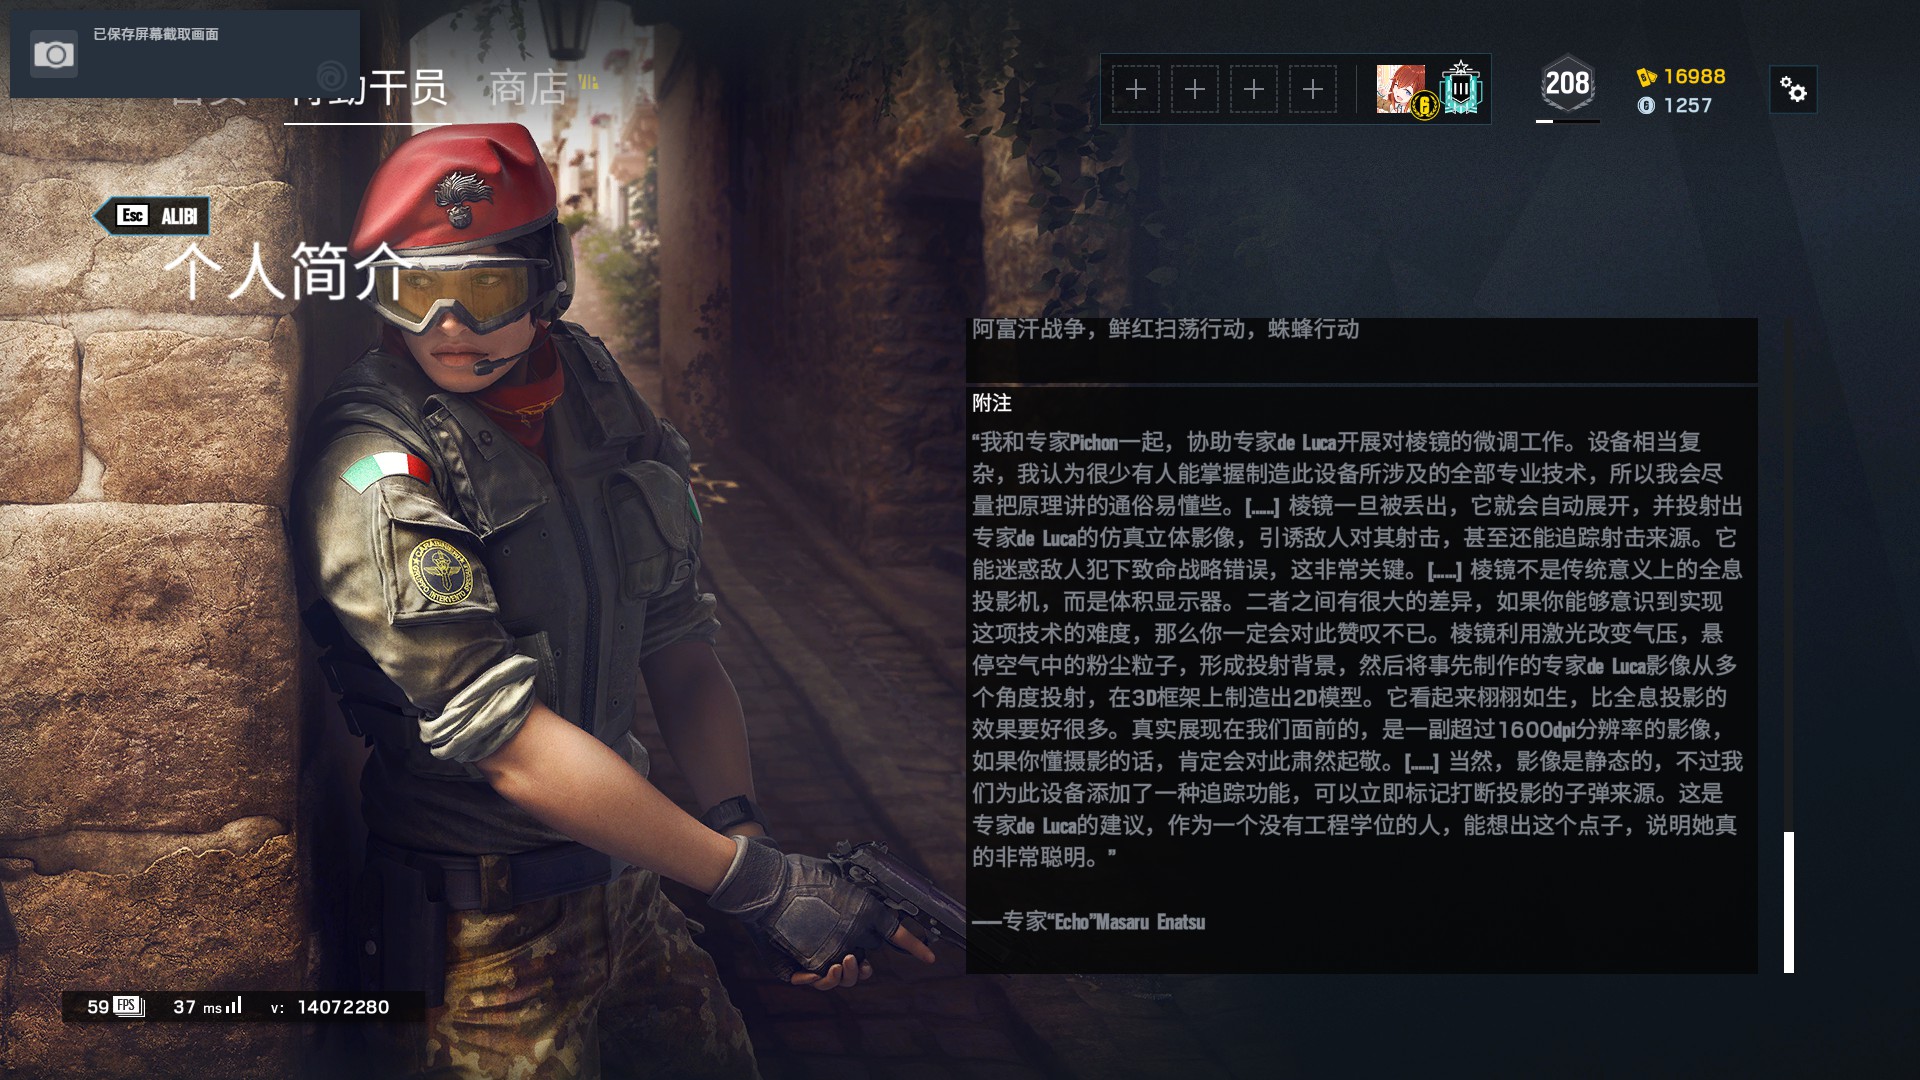 已保存屏幕截取画面
干员
商店
208
16988
1257
Esc ALIBI
个人简介
阿富汗战争，鲜红扫荡行动，蛛蜂行动
附注
“我和专家Pichon一起，协助专家de Luca开展对棱镜的微调工作。设备相当复
杂，我认为很少有人能掌握制造此设备所涉及的全部专业技术，所以我会尽
量把原理讲的通俗易懂些。[……] 棱镜一旦被丢出，它就会自动展开，并投射出
专家de Luca的仿真立体影像，引诱敌人对其射击，甚至还能追踪射击来源。它
能迷惑敌人犯下致命战略错误，这非常关键。[……] 棱镜不是传统意义上的全息
投影机，而是体积显示器。二者之间有很大的差异，如果你能够意识到实现
这项技术的难度，那么你一定会对此赞叹不已。棱镜利用激光改变气压，悬
停空气中的粉尘粒子，形成投射背景，然后将事先制作的专家de Luca影像从多
个角度投射，在3D框架上制造出2D模型。它看起来栩栩如生，比全息投影的
效果要好很多。真实展现在我们面前的，是一副超过1600dpi分辨率的影像，
如果你懂摄影的话，肯定会对此肃然起敬。[……] 当然，影像是静态的，不过我
们为此设备添加了一种追踪功能，可以立即标记打断投影的子弹来源。这是
专家de Luca的建议，作为一个没有工程学位的人，能想出这个点子，说明她真
的非常聪明。”
——专家“Echo”Masaru Enatsu
59 FPS 37 ms v: 14072280